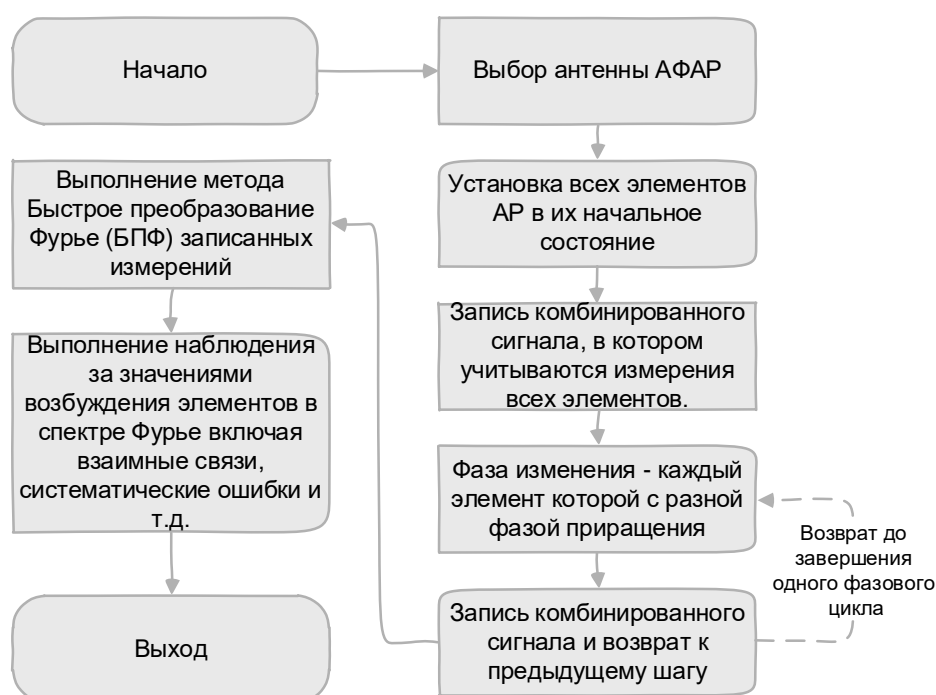 Начало
Выбор антенны АФАР
Установка всех элементов
АР в их начальное
состояние
Запись комбинированного
сигнала, в котором
учитываются измерения
всех элементов.
Фаза изменения - каждый
элемент которой с разной
фазой приращения
Возврат до
завершения
одного фазового
цикла
Запись комбинированного
сигнала и возврат к
предыдущему шагу
Выполнение метода
Быстрое преобразование
Фурье (БПФ) записанных
измерений
Выполнение наблюдения
за значениями
возбуждения элементов в
спектре Фурье включая
взаимные связи,
систематические ошибки и
т.д.
Выход